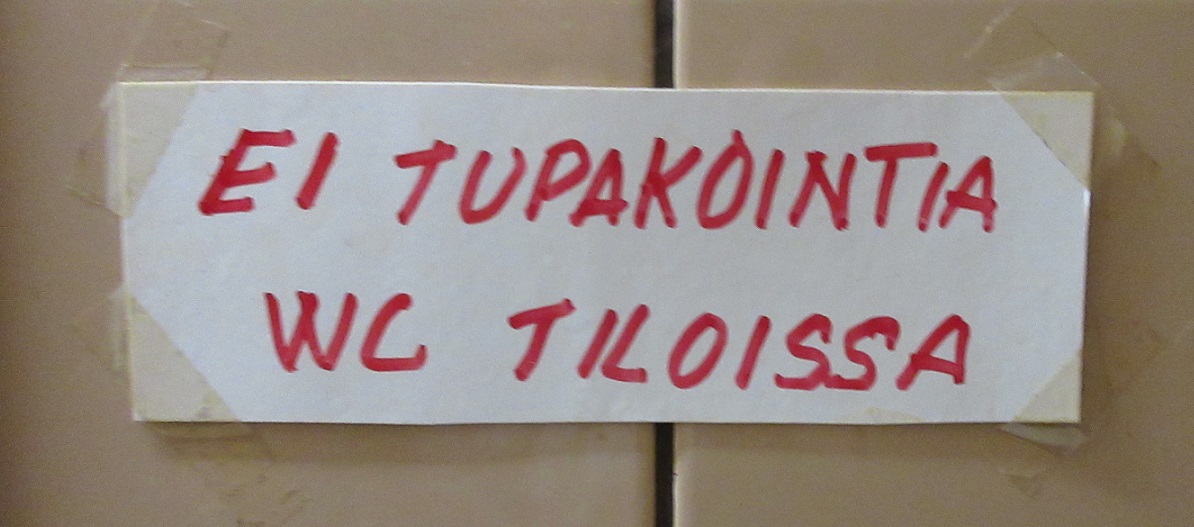 EI TUPAKOINTIA
WC TILOISSA